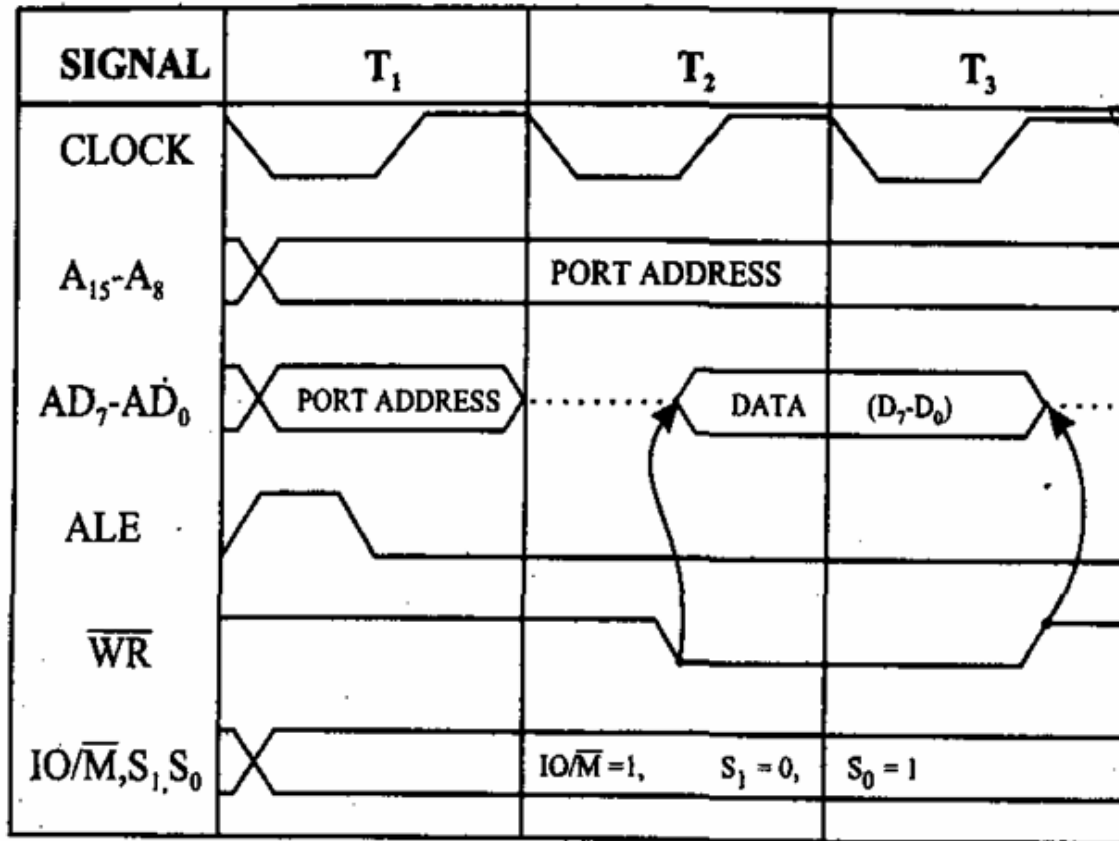 SIGNAL T₁ T₂ T₃
CLOCK
A₁₅-A₈ PORT ADDRESS
AD₇-AD₀ PORT ADDRESS DATA (D₇-D₀)
ALE
W̅R̅
IO/M̅,S₁,S₀ IO/M̅ =1, S₁ = 0, S₀ = 1